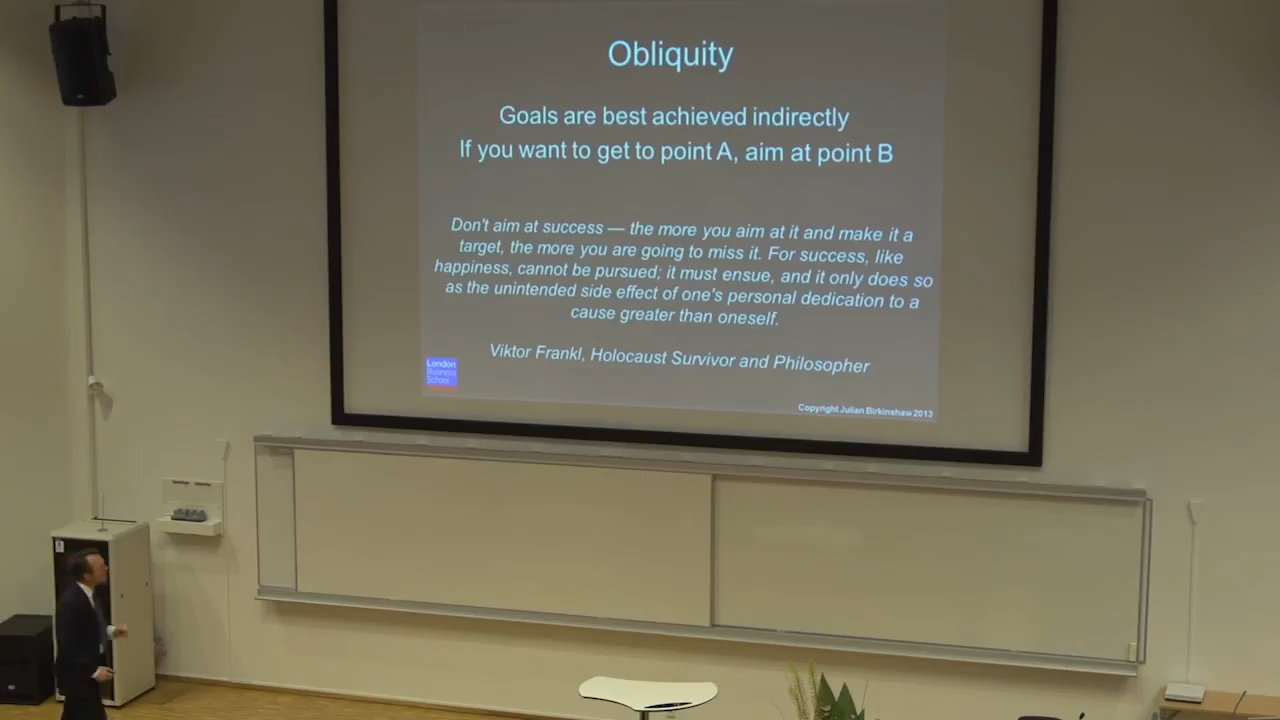 Obliquity
Goals are best achieved indirectly
If you want to get to point A, aim at point B
Don't aim at success — the more you aim at it and make it a
target, the more you are going to miss it. For success, like
happiness, cannot be pursued; it must ensue, and it only does so
as the unintended side effect of one's personal dedication to a
cause greater than oneself.
Viktor Frankl, Holocaust Survivor and Philosopher
London
Business
School
Copyright Julian Birkinshaw 2013